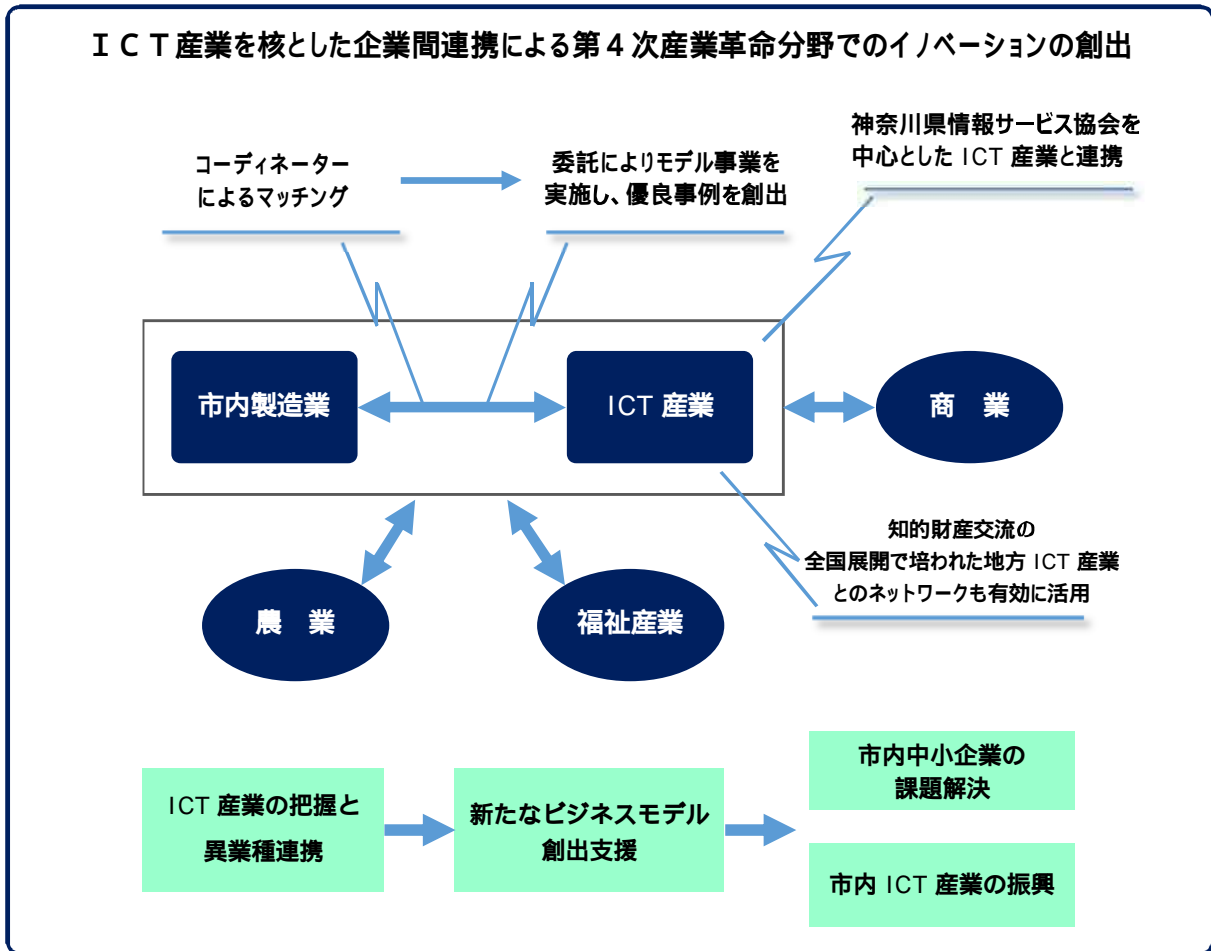 ＩＣＴ産業を核とした企業間連携による第４次産業革命分野でのイノベーションの創出
コーディネーター
によるマッチング
委託によりモデル事業を
実施し、優良事例を創出
神奈川県情報サービス協会を
中心とした ICT 産業と連携
市内製造業
ICT 産業
商　業
知的財産交流の
全国展開で培われた地方 ICT 産業
とのネットワークも有効に活用
農　業
福祉産業
ICT 産業の把握と
異業種連携
新たなビジネスモデル
創出支援
市内中小企業の
課題解決
市内 ICT 産業の振興